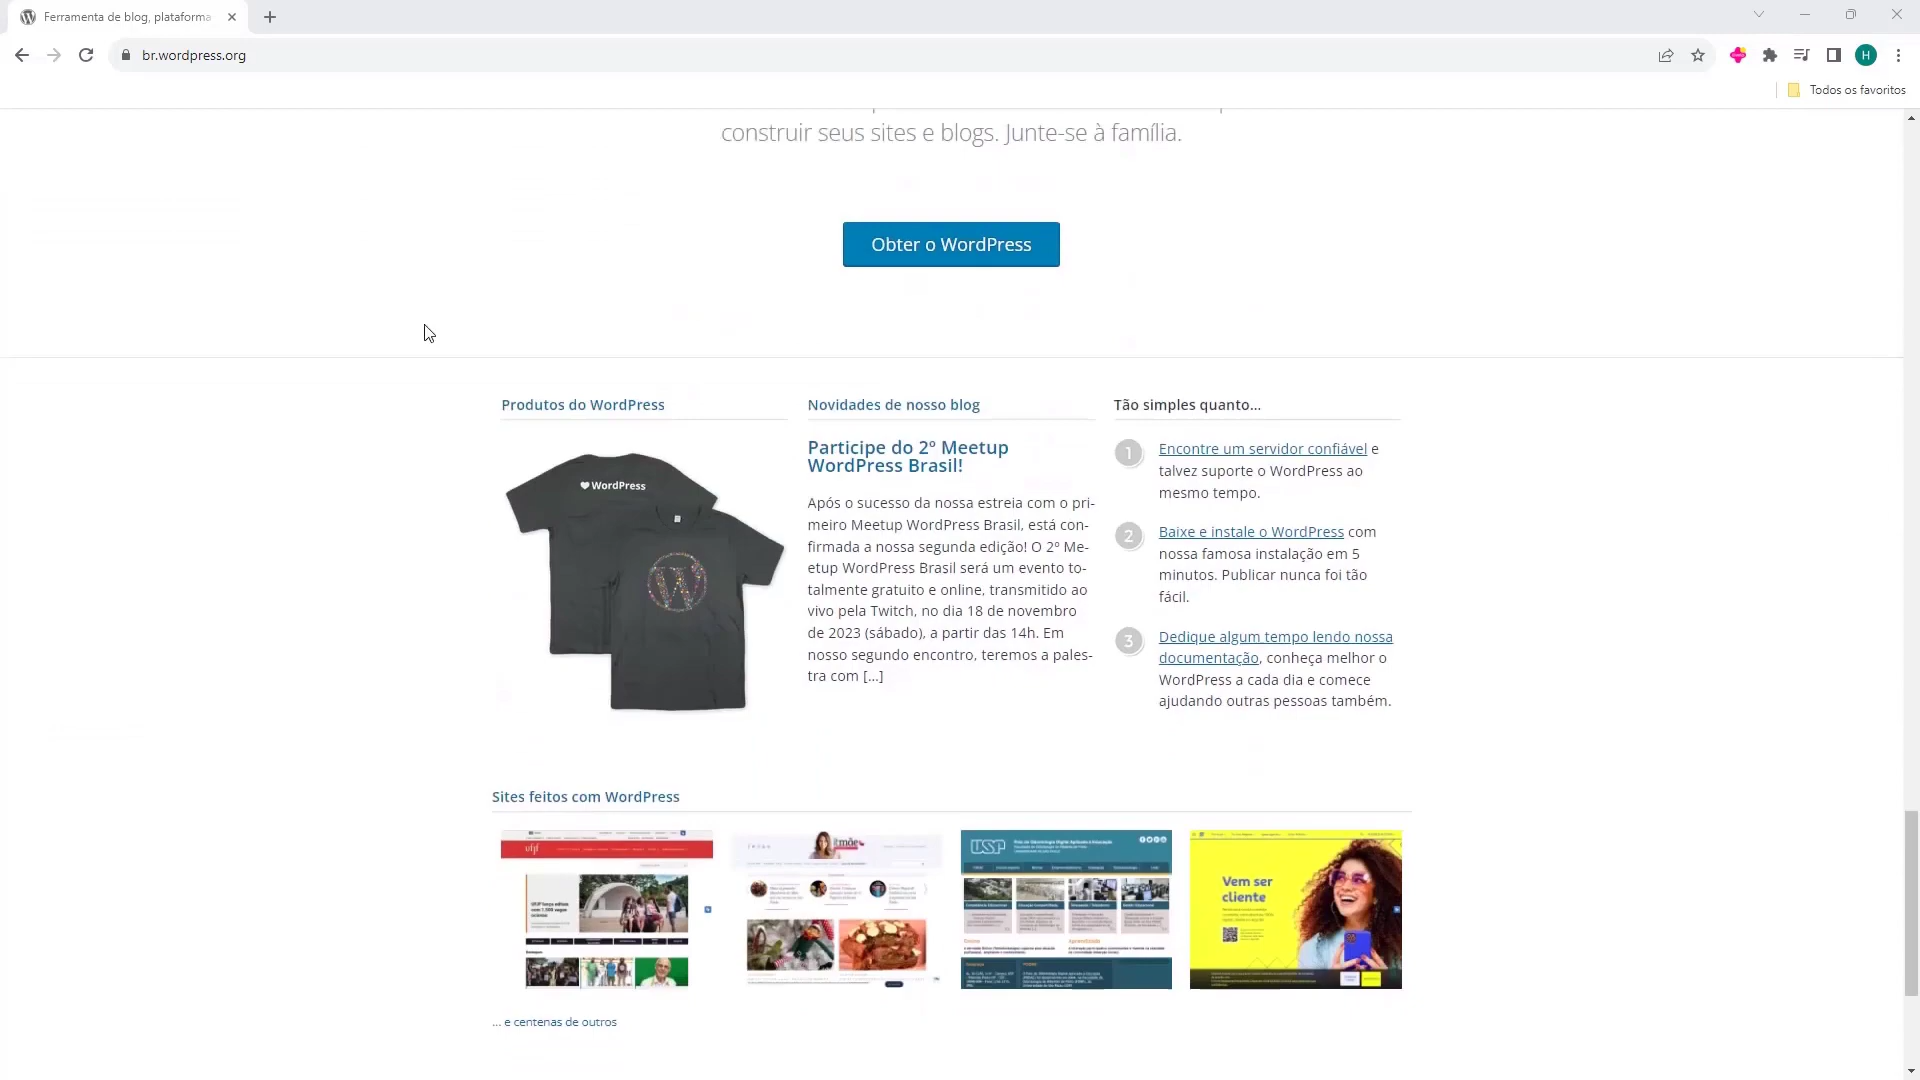 Ferramenta de blog, plataforma
br.wordpress.org
H
Todos os favoritos
construir seus sites e blogs. Junte-se à família.
Obter o WordPress
Produtos do WordPress
WordPress
Novidades de nosso blog
Participe do 2º Meetup
WordPress Brasil!
Após o sucesso da nossa estreia com o pri-
meiro Meetup WordPress Brasil, está con-
firmada a nossa segunda edição! O 2º Me-
etup WordPress Brasil será um evento to-
talmente gratuito e online, transmitido ao
vivo pela Twitch, no dia 18 de novembro
de 2023 (sábado), a partir das 14h. Em
nosso segundo encontro, teremos a pales-
tra com [...]
Tão simples quanto...
1
Encontre um servidor confiável e
talvez suporte o WordPress ao
mesmo tempo.
2
Baixe e instale o WordPress com
nossa famosa instalação em 5
minutos. Publicar nunca foi tão
fácil.
3
Dedique algum tempo lendo nossa
documentação, conheça melhor o
WordPress a cada dia e comece
ajudando outras pessoas também.
Sites feitos com WordPress
ufjf
USP
Vem ser
cliente
... e centenas de outros